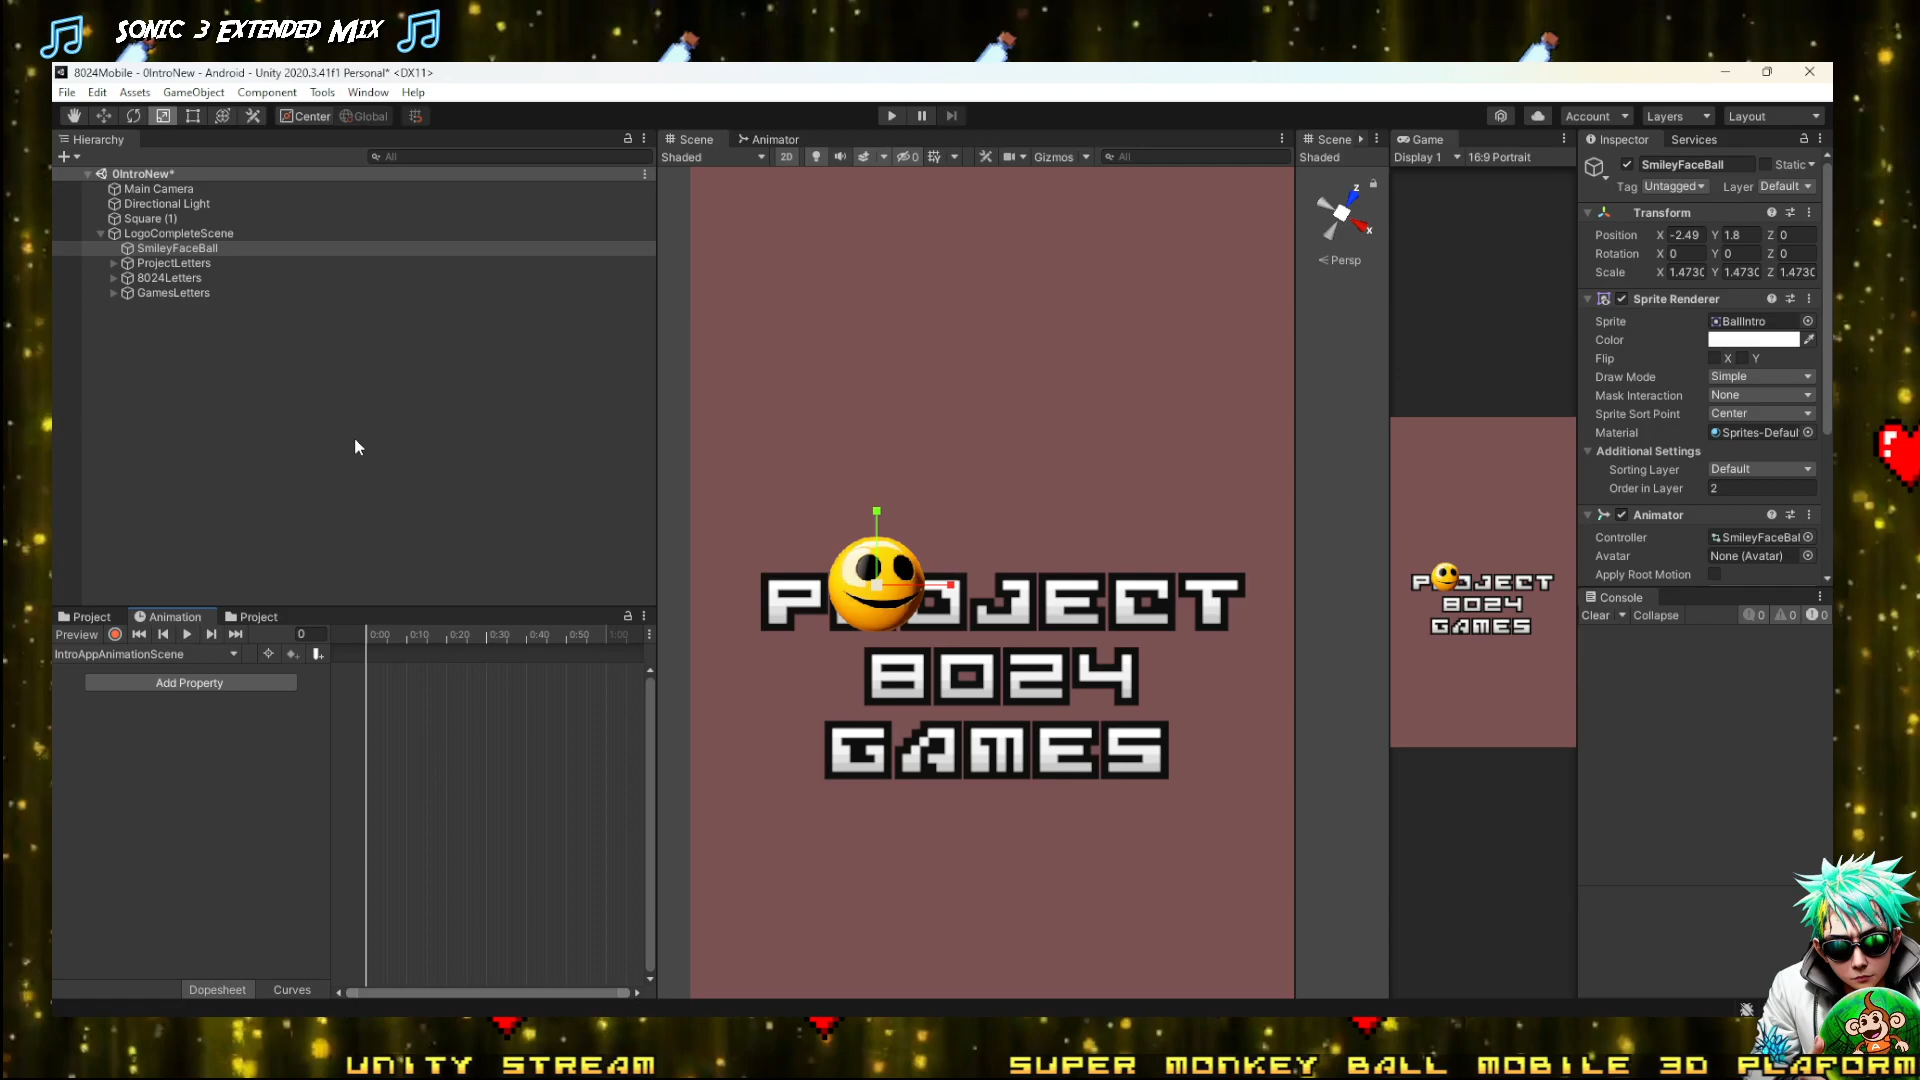 Sonic 3 Extended Mix
8024Mobile - 0IntroNew - Android - Unity 2020.3.41f1 Personal* <DX11>
File Edit Assets GameObject Component Tools Window Help
Center Global
Account Layers Layout
Hierarchy
All
0IntroNew*
Main Camera
Directional Light
Square (1)
LogoCompleteScene
SmileyFaceBall
ProjectLetters
8024Letters
GamesLetters
Scene Animator
Shaded 2D 0 Gizmos All
PROJECT
8024
GAMES
Scene
Shaded
z
x
Persp
Game
Display 1 16:9 Portrait
PROJECT
8024
GAMES
Inspector Services
SmileyFaceBall Static
Tag Untagged Layer Default
Transform
Position X -2.49 Y 1.8 Z 0
Rotation X 0 Y 0 Z 0
Scale X 1.4730 Y 1.4730 Z 1.4730
Sprite Renderer
Sprite BallIntro
Color
Flip X Y
Draw Mode Simple
Mask Interaction None
Sprite Sort Point Center
Material Sprites-Defaul
Additional Settings
Sorting Layer Default
Order in Layer 2
Animator
Controller SmileyFaceBal
Avatar None (Avatar)
Apply Root Motion
Console
Clear Collapse 0 0 0
Project Animation Project
Preview 0 0:00 0:10 0:20 0:30 0:40 0:50 1:00
IntroAppAnimationScene
Add Property
Dopesheet Curves
UNITY STREAM SUPER MONKEY BALL MOBILE 3D PLAFORM